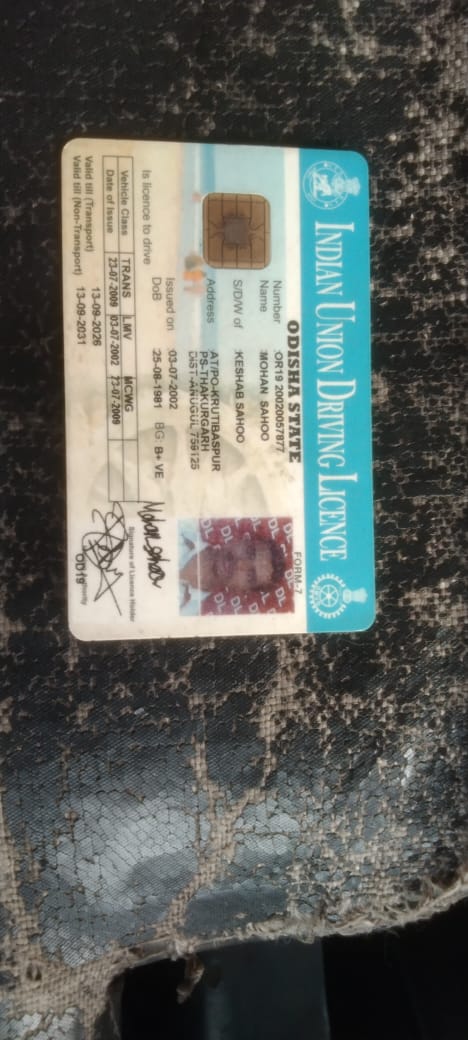 INDIAN UNION DRIVING LICENCE
ODISHA STATE
FORM-7
Number :OR19 20020057877
Name :MOHAN SAHOO
S/D/W of :KESHAB SAHOO
Address :AT/PO-KRUTIBASPUR
PS-THAKURGARH
DIST-ANUGUL 759125
Issued on :03-07-2002
DoB :25-08-1981 BG: B+ VE
Is licence to drive
Mohan sahoo
Signature of Licence Holder
Vehicle Class TRANS LMV MCWG
Date of Issue 23-07-2009 03-07-2002 23-07-2009
Valid till (Transport) 13-09-2026
Valid till (Non-Transport) 13-09-2031
OD19